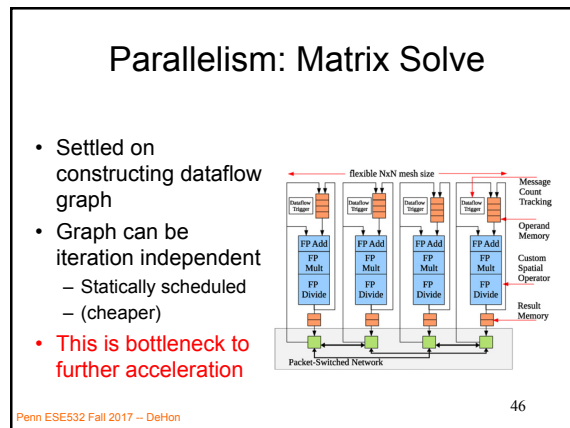 Parallelism: Matrix Solve
• Settled on
constructing dataflow
graph
• Graph can be
iteration independent
– Statically scheduled
– (cheaper)
• This is bottleneck to
further acceleration
flexible NxN mesh size
Message
Count
Tracking
Dataflow
Trigger
Dataflow
Trigger
Dataflow
Trigger
Dataflow
Trigger
Operand
Memory
FP Add
FP
Mult
FP
Divide
FP Add
FP
Mult
FP
Divide
FP Add
FP
Mult
FP
Divide
FP Add
FP
Mult
FP
Divide
Custom
Spatial
Operator
Result
Memory
Packet-Switched Network
Penn ESE532 Fall 2017 -- DeHon
46